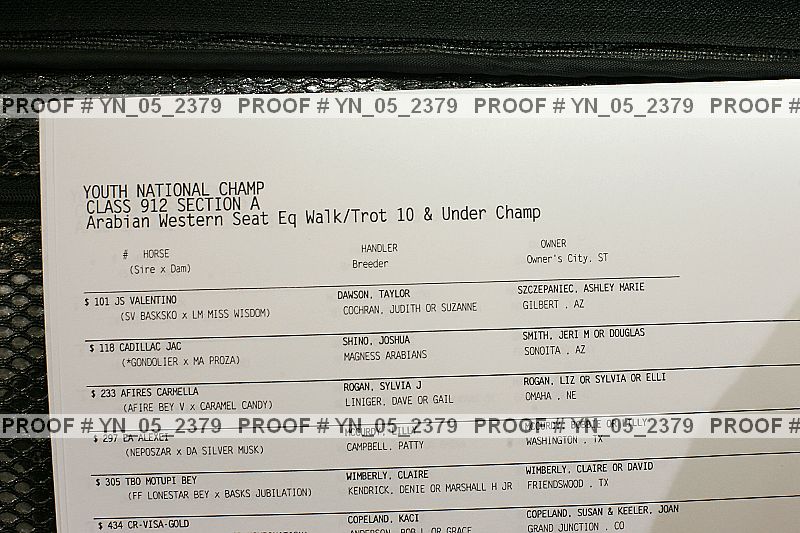 PROOF # YN_05_2379 PROOF # YN_05_2379 PROOF # YN_05_2379 PROOF #
YOUTH NATIONAL CHAMP
CLASS 912 SECTION A
Arabian Western Seat Eq Walk/Trot 10 & Under Champ
# HORSE HANDLER OWNER
(Sire x Dam) Breeder Owner's City, ST
$ 101 JS VALENTINO DAWSON, TAYLOR SZCZEPANIEC, ASHLEY MARIE
(SV BASKSKO x LM MISS WISDOM) COCHRAN, JUDITH OR SUZANNE GILBERT , AZ
$ 118 CADILLAC JAC SHINO, JOSHUA SMITH, JERI M OR DOUGLAS
(*GONDOLIER x MA PROZA) MAGNESS ARABIANS SONOITA , AZ
$ 233 AFIRES CARMELLA ROGAN, SYLVIA J ROGAN, LIZ OR SYLVIA OR ELLI
(AFIRE BEY V x CARAMEL CANDY) LINIGER, DAVE OR GAIL OMAHA , NE
PROOF # YN_05_2379 PROOF # YN_05_2379 PROOF # YN_05_2379 PROOF #
$ 297 DA ALEXEI
(NEPOSZAR x DA SILVER MUSK) CAMPBELL, PATTY WASHINGTON , TX
$ 305 TBO MOTUPI BEY WIMBERLY, CLAIRE WIMBERLY, CLAIRE OR DAVID
(FF LONESTAR BEY x BASKS JUBILATION) KENDRICK, DENIE OR MARSHALL H JR FRIENDSWOOD , TX
$ 434 CR-VISA-GOLD COPELAND, KACI COPELAND, SUSAN & KEELER, JOAN
GRAND JUNCTION , CO